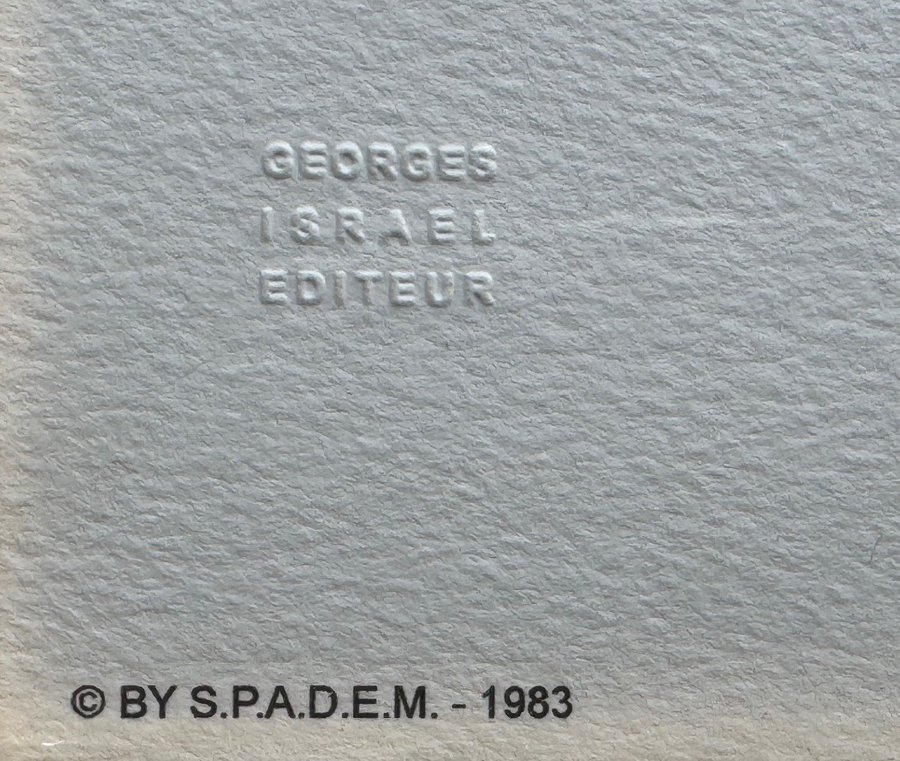 GEORGES
ISRAEL
EDITEUR
© BY S.P.A.D.E.M. - 1983